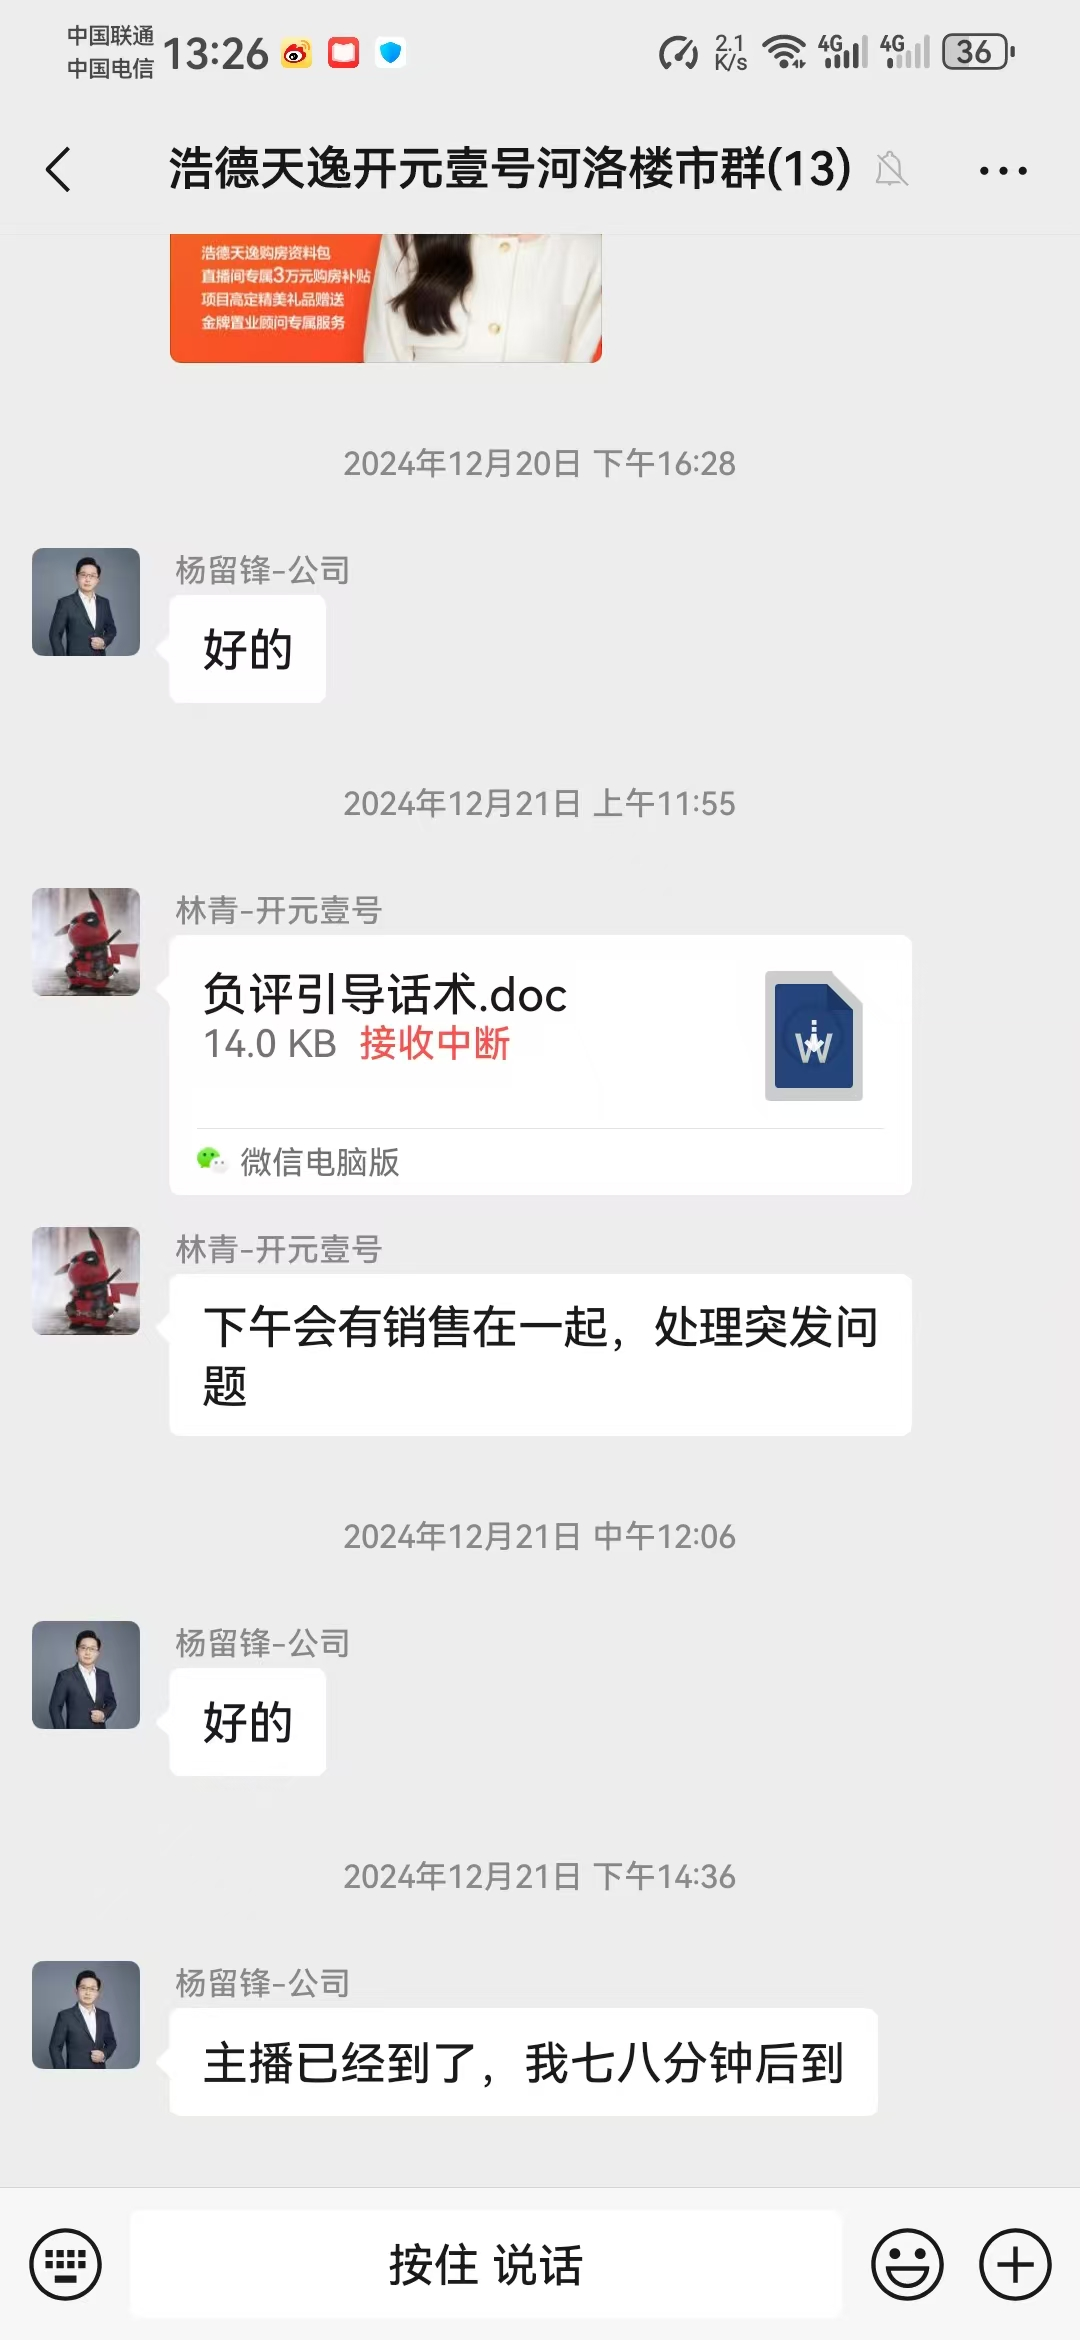 中国联通
中国电信
13:26
2.1
K/s
4G
4G
36
浩德天逸开元壹号河洛楼市群(13)
浩德天逸购房资料包
直播间专属3万元购房补贴
项目高定精美礼品赠送
金牌置业顾问专属服务
2024年12月20日 下午16:28
杨留锋-公司
好的
2024年12月21日 上午11:55
林青-开元壹号
负评引导话术.doc
14.0 KB 接收中断
W
微信电脑版
林青-开元壹号
下午会有销售在一起，处理突发问
题
2024年12月21日 中午12:06
杨留锋-公司
好的
2024年12月21日 下午14:36
杨留锋-公司
主播已经到了，我七八分钟后到
按住 说话